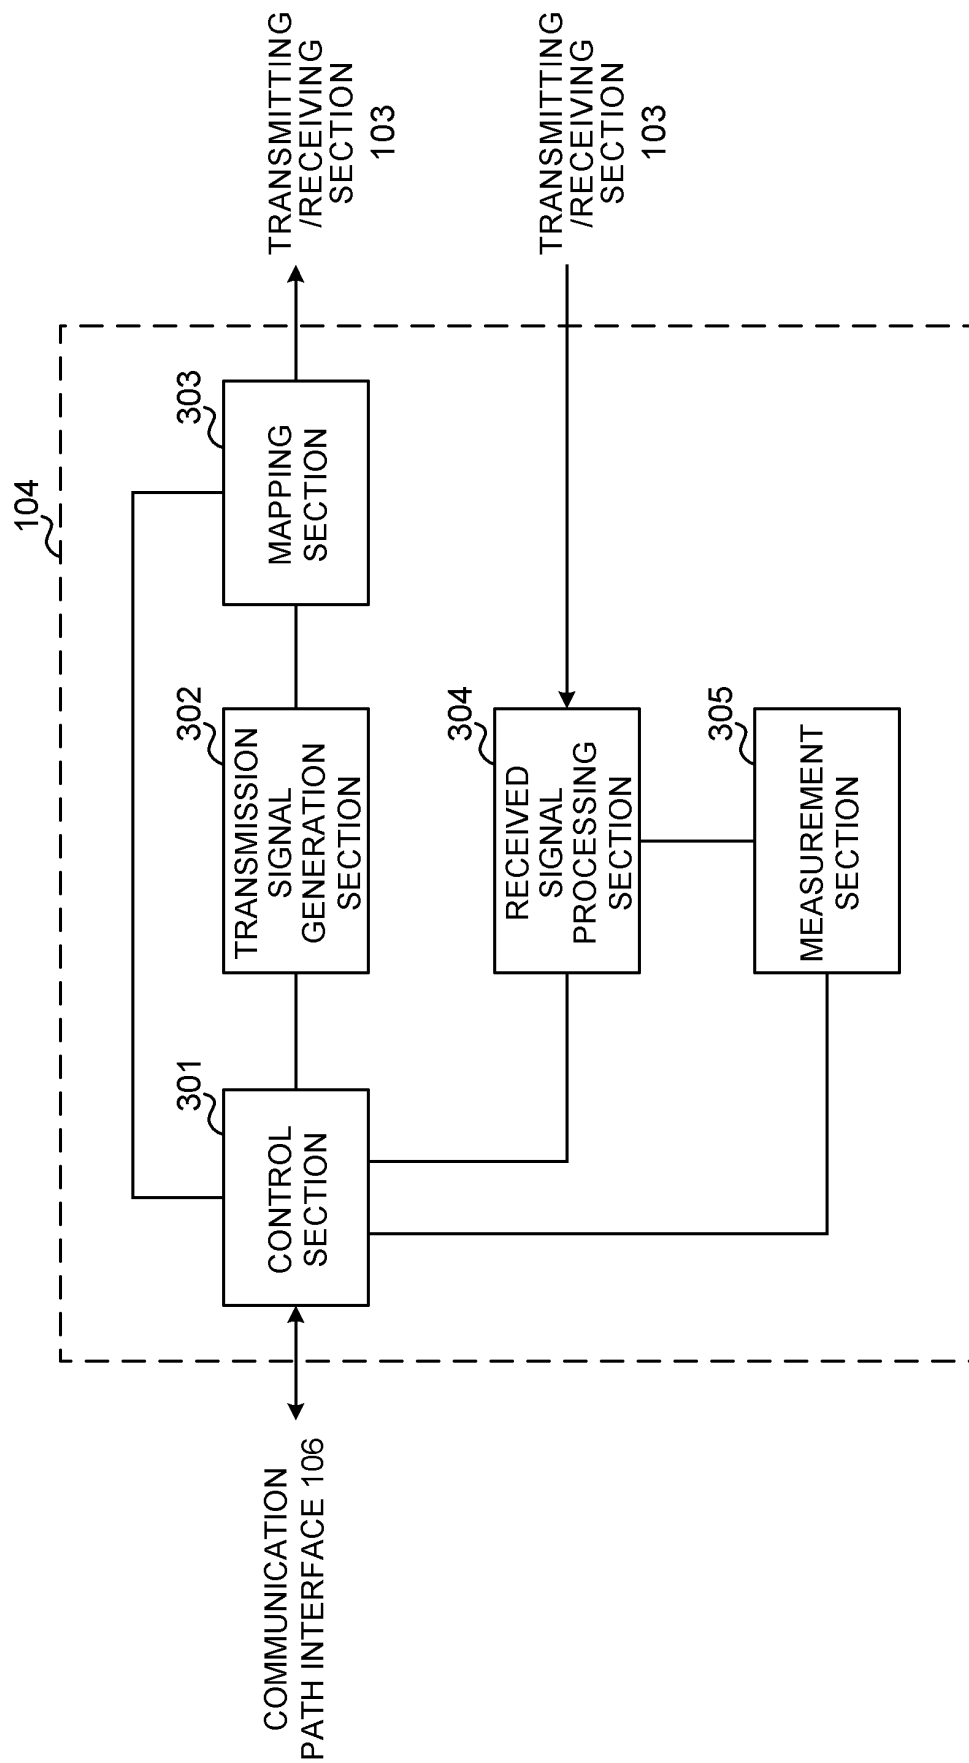 104
COMMUNICATION
PATH INTERFACE 106
301
CONTROL
SECTION
302
TRANSMISSION
SIGNAL
GENERATION
SECTION
303
MAPPING
SECTION
TRANSMITTING
/RECEIVING
SECTION
103
304
RECEIVED
SIGNAL
PROCESSING
SECTION
TRANSMITTING
/RECEIVING
SECTION
103
305
MEASUREMENT
SECTION